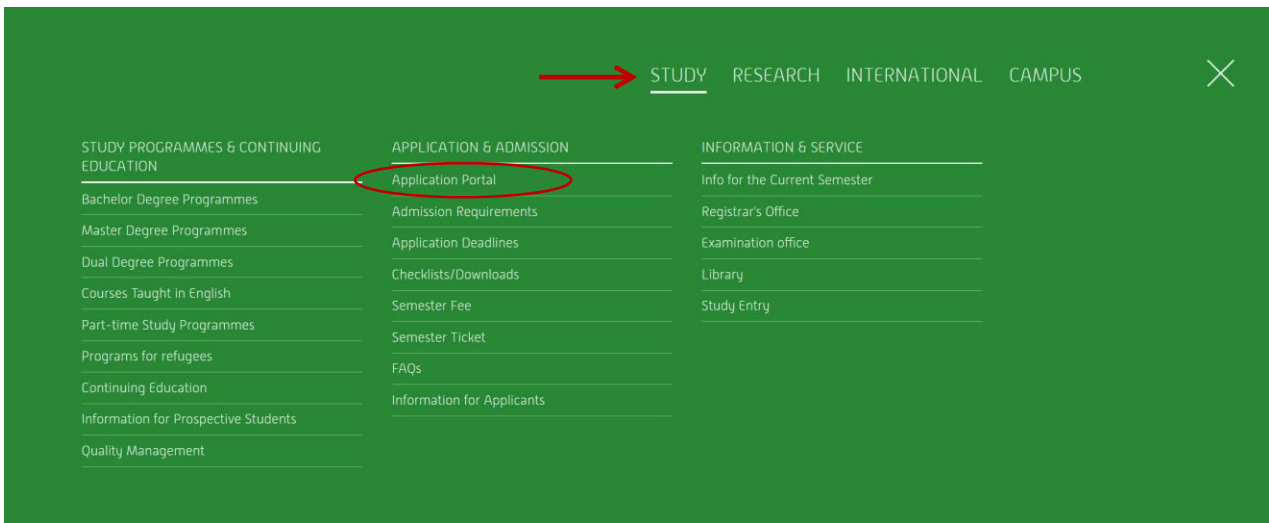 STUDY RESEARCH INTERNATIONAL CAMPUS
STUDY PROGRAMMES & CONTINUING
EDUCATION
Bachelor Degree Programmes
Master Degree Programmes
Dual Degree Programmes
Courses Taught in English
Part-time Study Programmes
Programs for refugees
Continuing Education
Information for Prospective Students
Quality Management
APPLICATION & ADMISSION
Application Portal
Admission Requirements
Application Deadlines
Checklists/Downloads
Semester Fee
Semester Ticket
FAQs
Information for Applicants
INFORMATION & SERVICE
Info for the Current Semester
Registrar's Office
Examination office
Library
Study Entry